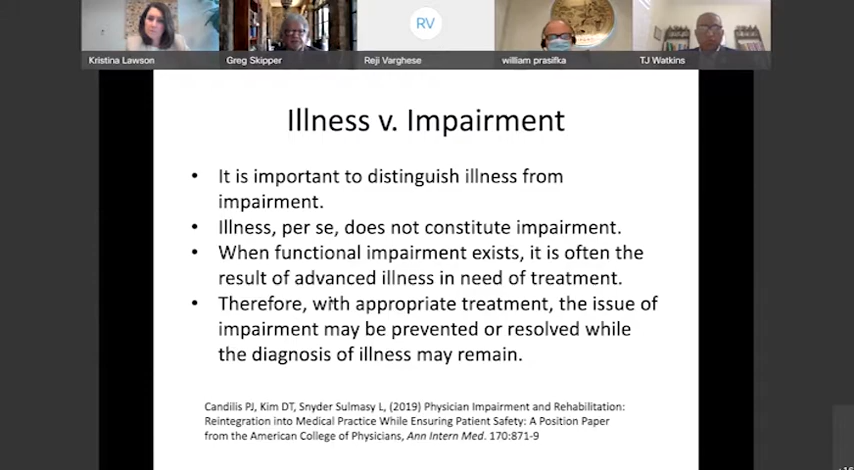 RV
Kristina Lawson
Greg Skipper
Reji Varghese
william prasifka
TJ Watkins
Illness v. Impairment
• It is important to distinguish illness from
impairment.
• Illness, per se, does not constitute impairment.
• When functional impairment exists, it is often the
result of advanced illness in need of treatment.
• Therefore, with appropriate treatment, the issue of
impairment may be prevented or resolved while
the diagnosis of illness may remain.
Candilis PJ, Kim DT, Snyder Sulmasy L, (2019) Physician Impairment and Rehabilitation:
Reintegration into Medical Practice While Ensuring Patient Safety: A Position Paper
from the American College of Physicians, Ann Intern Med. 170:871-9